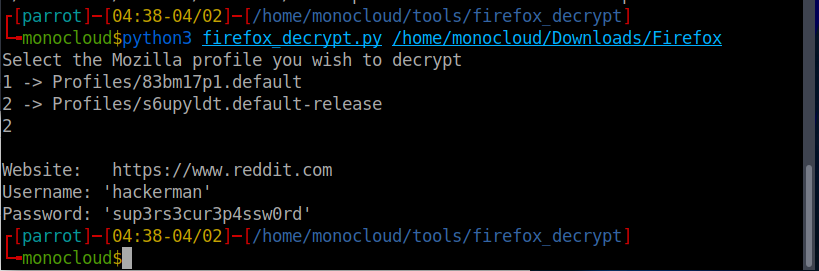 ┌[parrot]─[04:38-04/02]─[/home/monocloud/tools/firefox_decrypt]
└╼monocloud$python3 firefox_decrypt.py /home/monocloud/Downloads/Firefox
Select the Mozilla profile you wish to decrypt
1 -> Profiles/83bm17p1.default
2 -> Profiles/s6upyldt.default-release
2
Website:   https://www.reddit.com
Username: 'hackerman'
Password: 'sup3rs3cur3p4ssw0rd'
┌[parrot]─[04:38-04/02]─[/home/monocloud/tools/firefox_decrypt]
└╼monocloud$